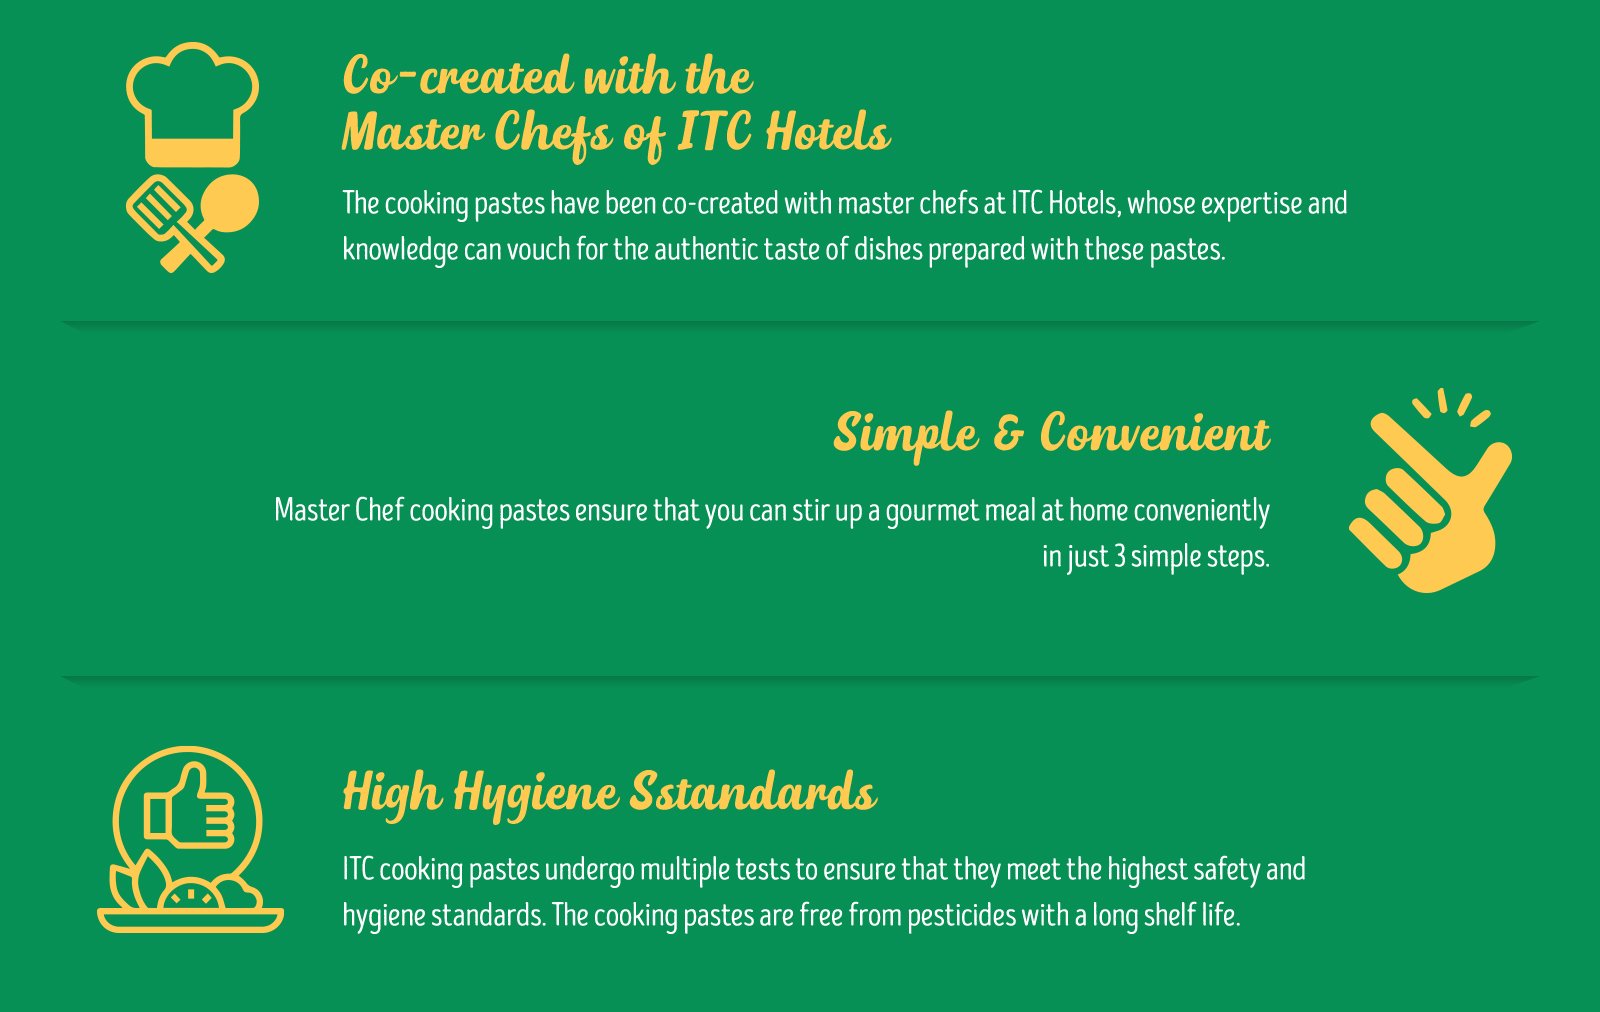 Co-created with the
Master Chefs of ITC Hotels
The cooking pastes have been co-created with master chefs at ITC Hotels, whose expertise and
knowledge can vouch for the authentic taste of dishes prepared with these pastes.
Simple & Convenient
Master Chef cooking pastes ensure that you can stir up a gourmet meal at home conveniently
in just 3 simple steps.
High Hygiene Sstandards
ITC cooking pastes undergo multiple tests to ensure that they meet the highest safety and
hygiene standards. The cooking pastes are free from pesticides with a long shelf life.